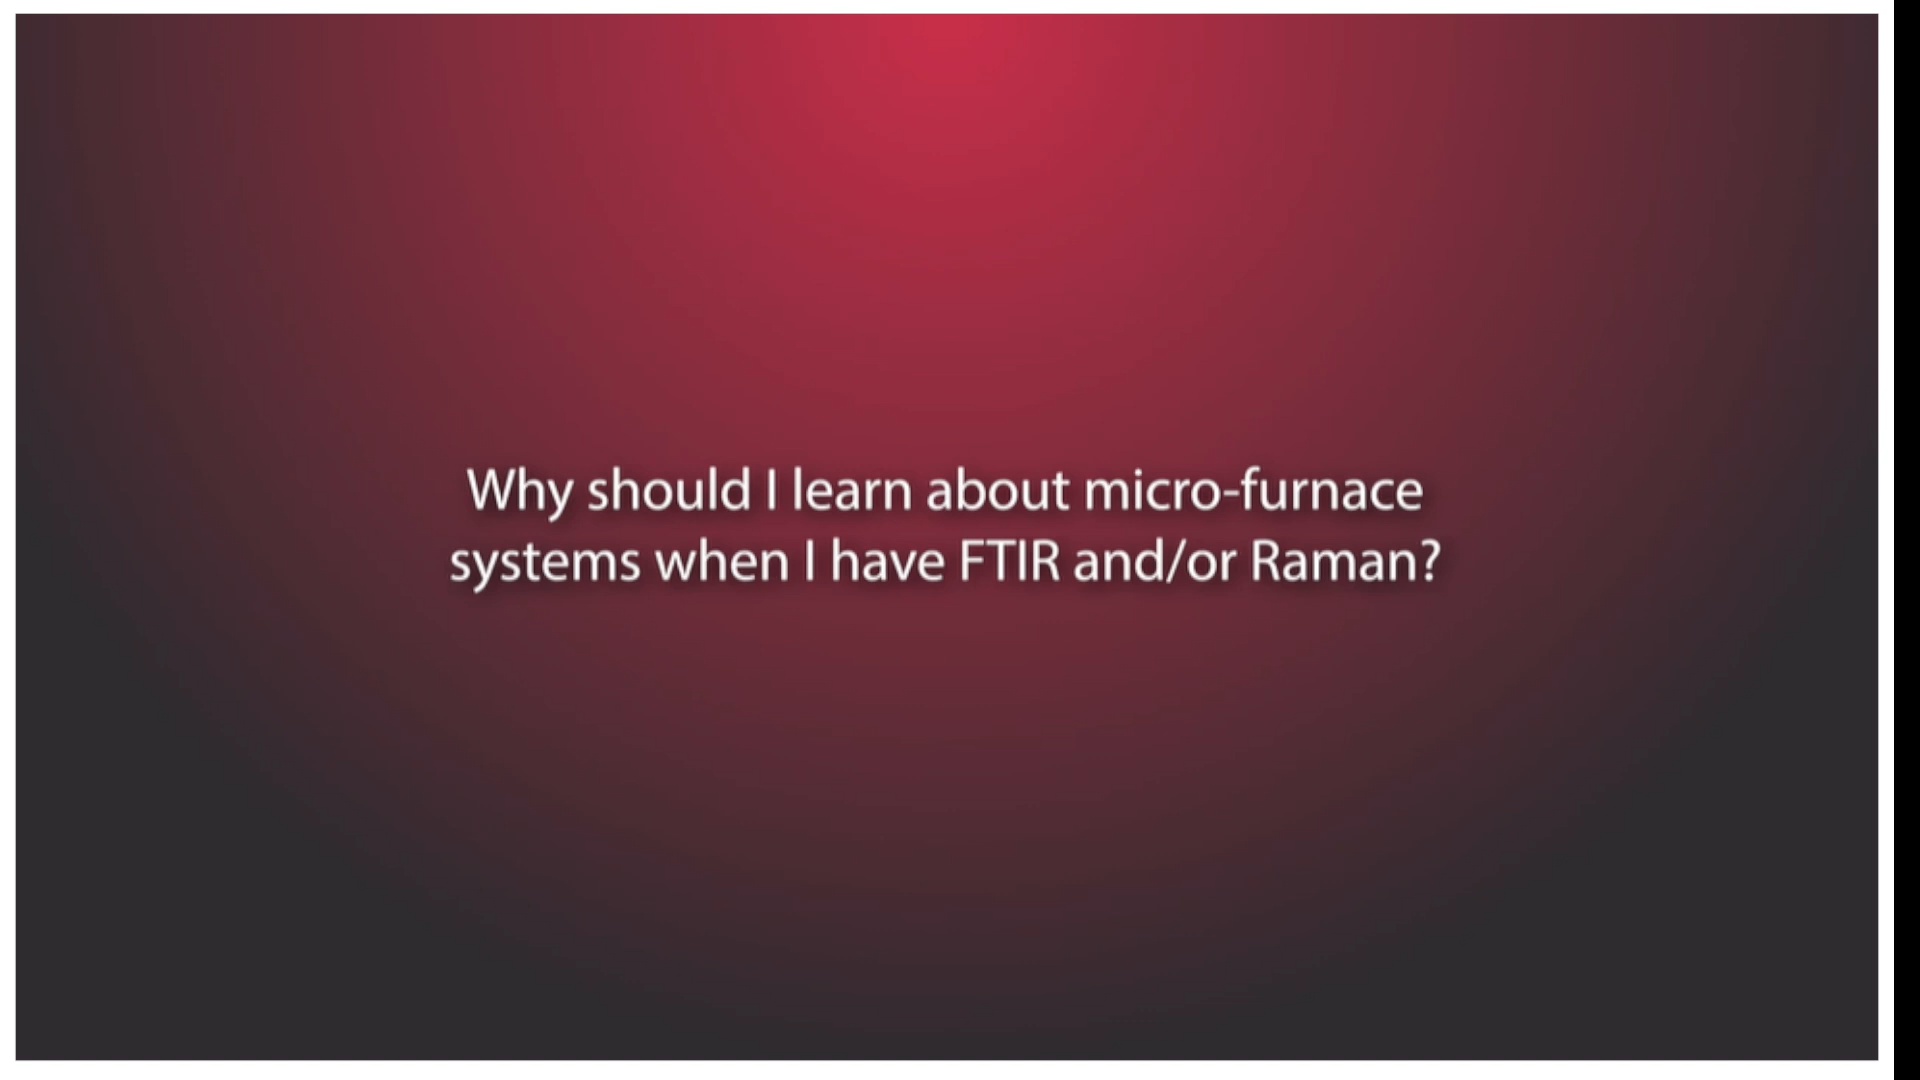 Why should I learn about micro-furnace
systems when I have FTIR and/or Raman?